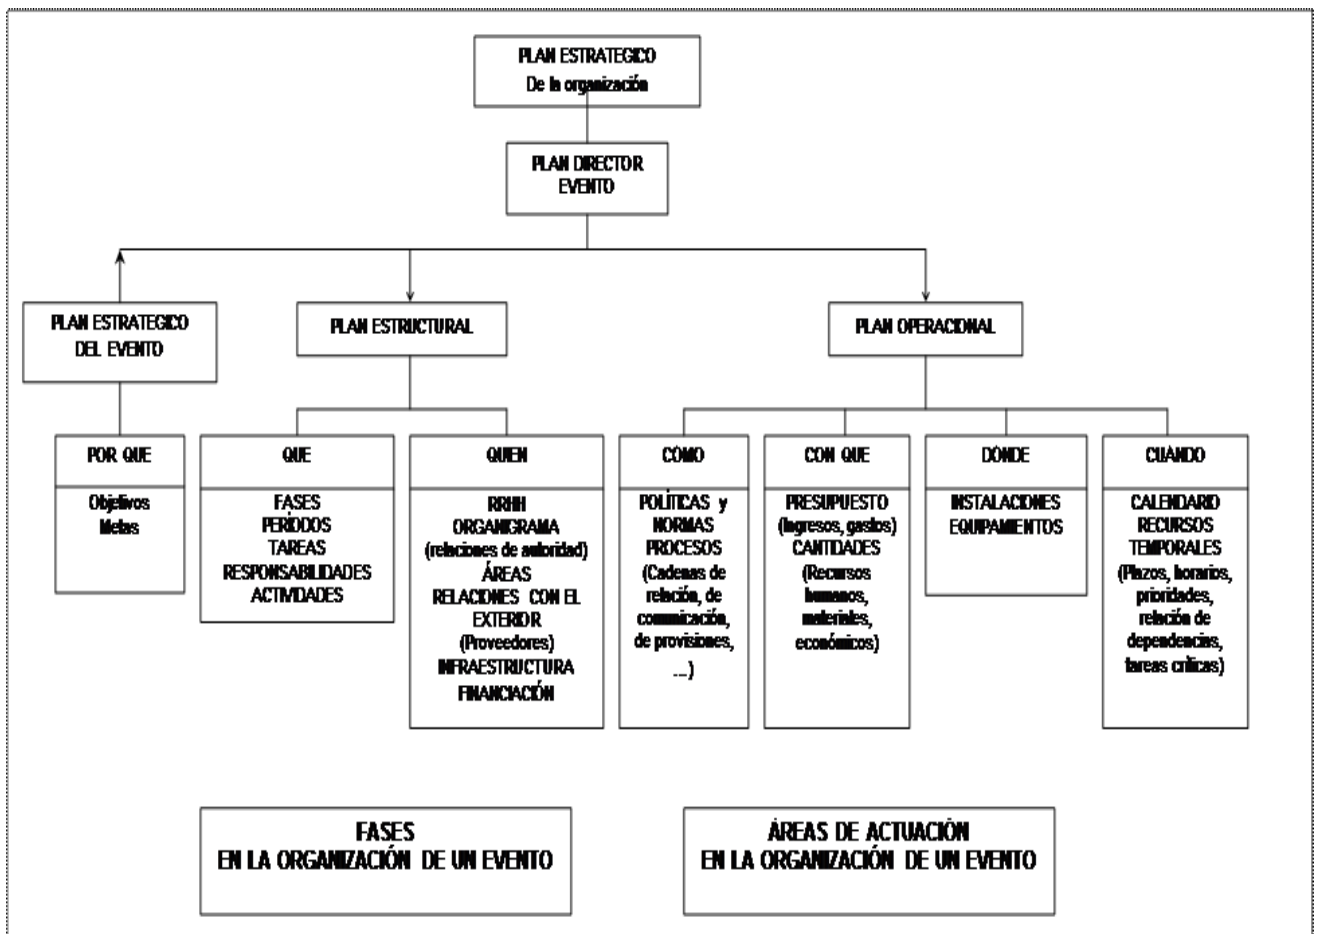 PLAN ESTRATEGICO
De la organización
PLAN DIRECTOR
EVENTO
PLAN ESTRATEGICO
DEL EVENTO
PLAN ESTRUCTURAL
PLAN OPERACIONAL
POR QUE
Objetivos
Metas
QUE
FASES
PERÍODOS
TAREAS
RESPONSABILIDADES
ACTIVIDADES
QUIEN
RRHH
ORGANIGRAMA
(relaciones de autoridad)
ÁREAS
RELACIONES CON EL
EXTERIOR
(Proveedores)
INFRAESTRUCTURA
FINANCIACIÓN
CÓMO
POLÍTICAS y
NORMAS
PROCESOS
(Cadenas de
relación, de
comunicación,
de provisiones,
...)
CON QUE
PRESUPUESTO
(Ingresos, gastos)
CANTIDADES
(Recursos
humanos,
materiales,
económicos)
DÓNDE
INSTALACIONES
EQUIPAMIENTOS
CUÁNDO
CALENDARIO
RECURSOS
TEMPORALES
(Plazos, horarios,
prioridades,
relación de
dependencias,
tareas críticas)
FASES
EN LA ORGANIZACIÓN DE UN EVENTO
ÁREAS DE ACTUACIÓN
EN LA ORGANIZACIÓN DE UN EVENTO